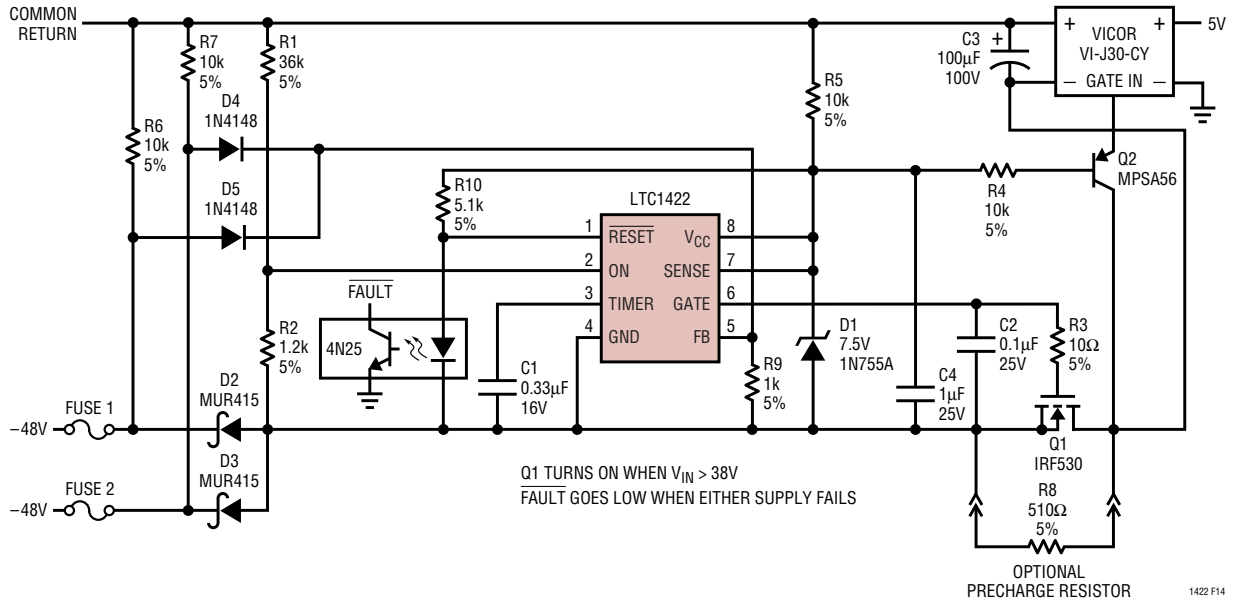 COMMON
RETURN
R7
10k
5%
R1
36k
5%
C3
100µF
100V
+
+
VICOR
VI-J30-CY
+
5V
–
GATE IN
–
R5
10k
5%
D4
1N4148
R6
10k
5%
D5
1N4148
R10
5.1k
5%
LTC1422
R4
10k
5%
Q2
MPSA56
1
RESET
VCC
8
2
ON
SENSE
7
3
TIMER
GATE
6
4
GND
FB
5
FAULT
4N25
R2
1.2k
5%
C1
0.33µF
16V
R9
1k
5%
D1
7.5V
1N755A
C4
1µF
25V
C2
0.1µF
25V
R3
10Ω
5%
D2
MUR415
FUSE 1
–48V
Q1
IRF530
D3
MUR415
FUSE 2
–48V
Q1 TURNS ON WHEN VIN > 38V
FAULT GOES LOW WHEN EITHER SUPPLY FAILS
R8
510Ω
5%
OPTIONAL
PRECHARGE RESISTOR
1422 F14